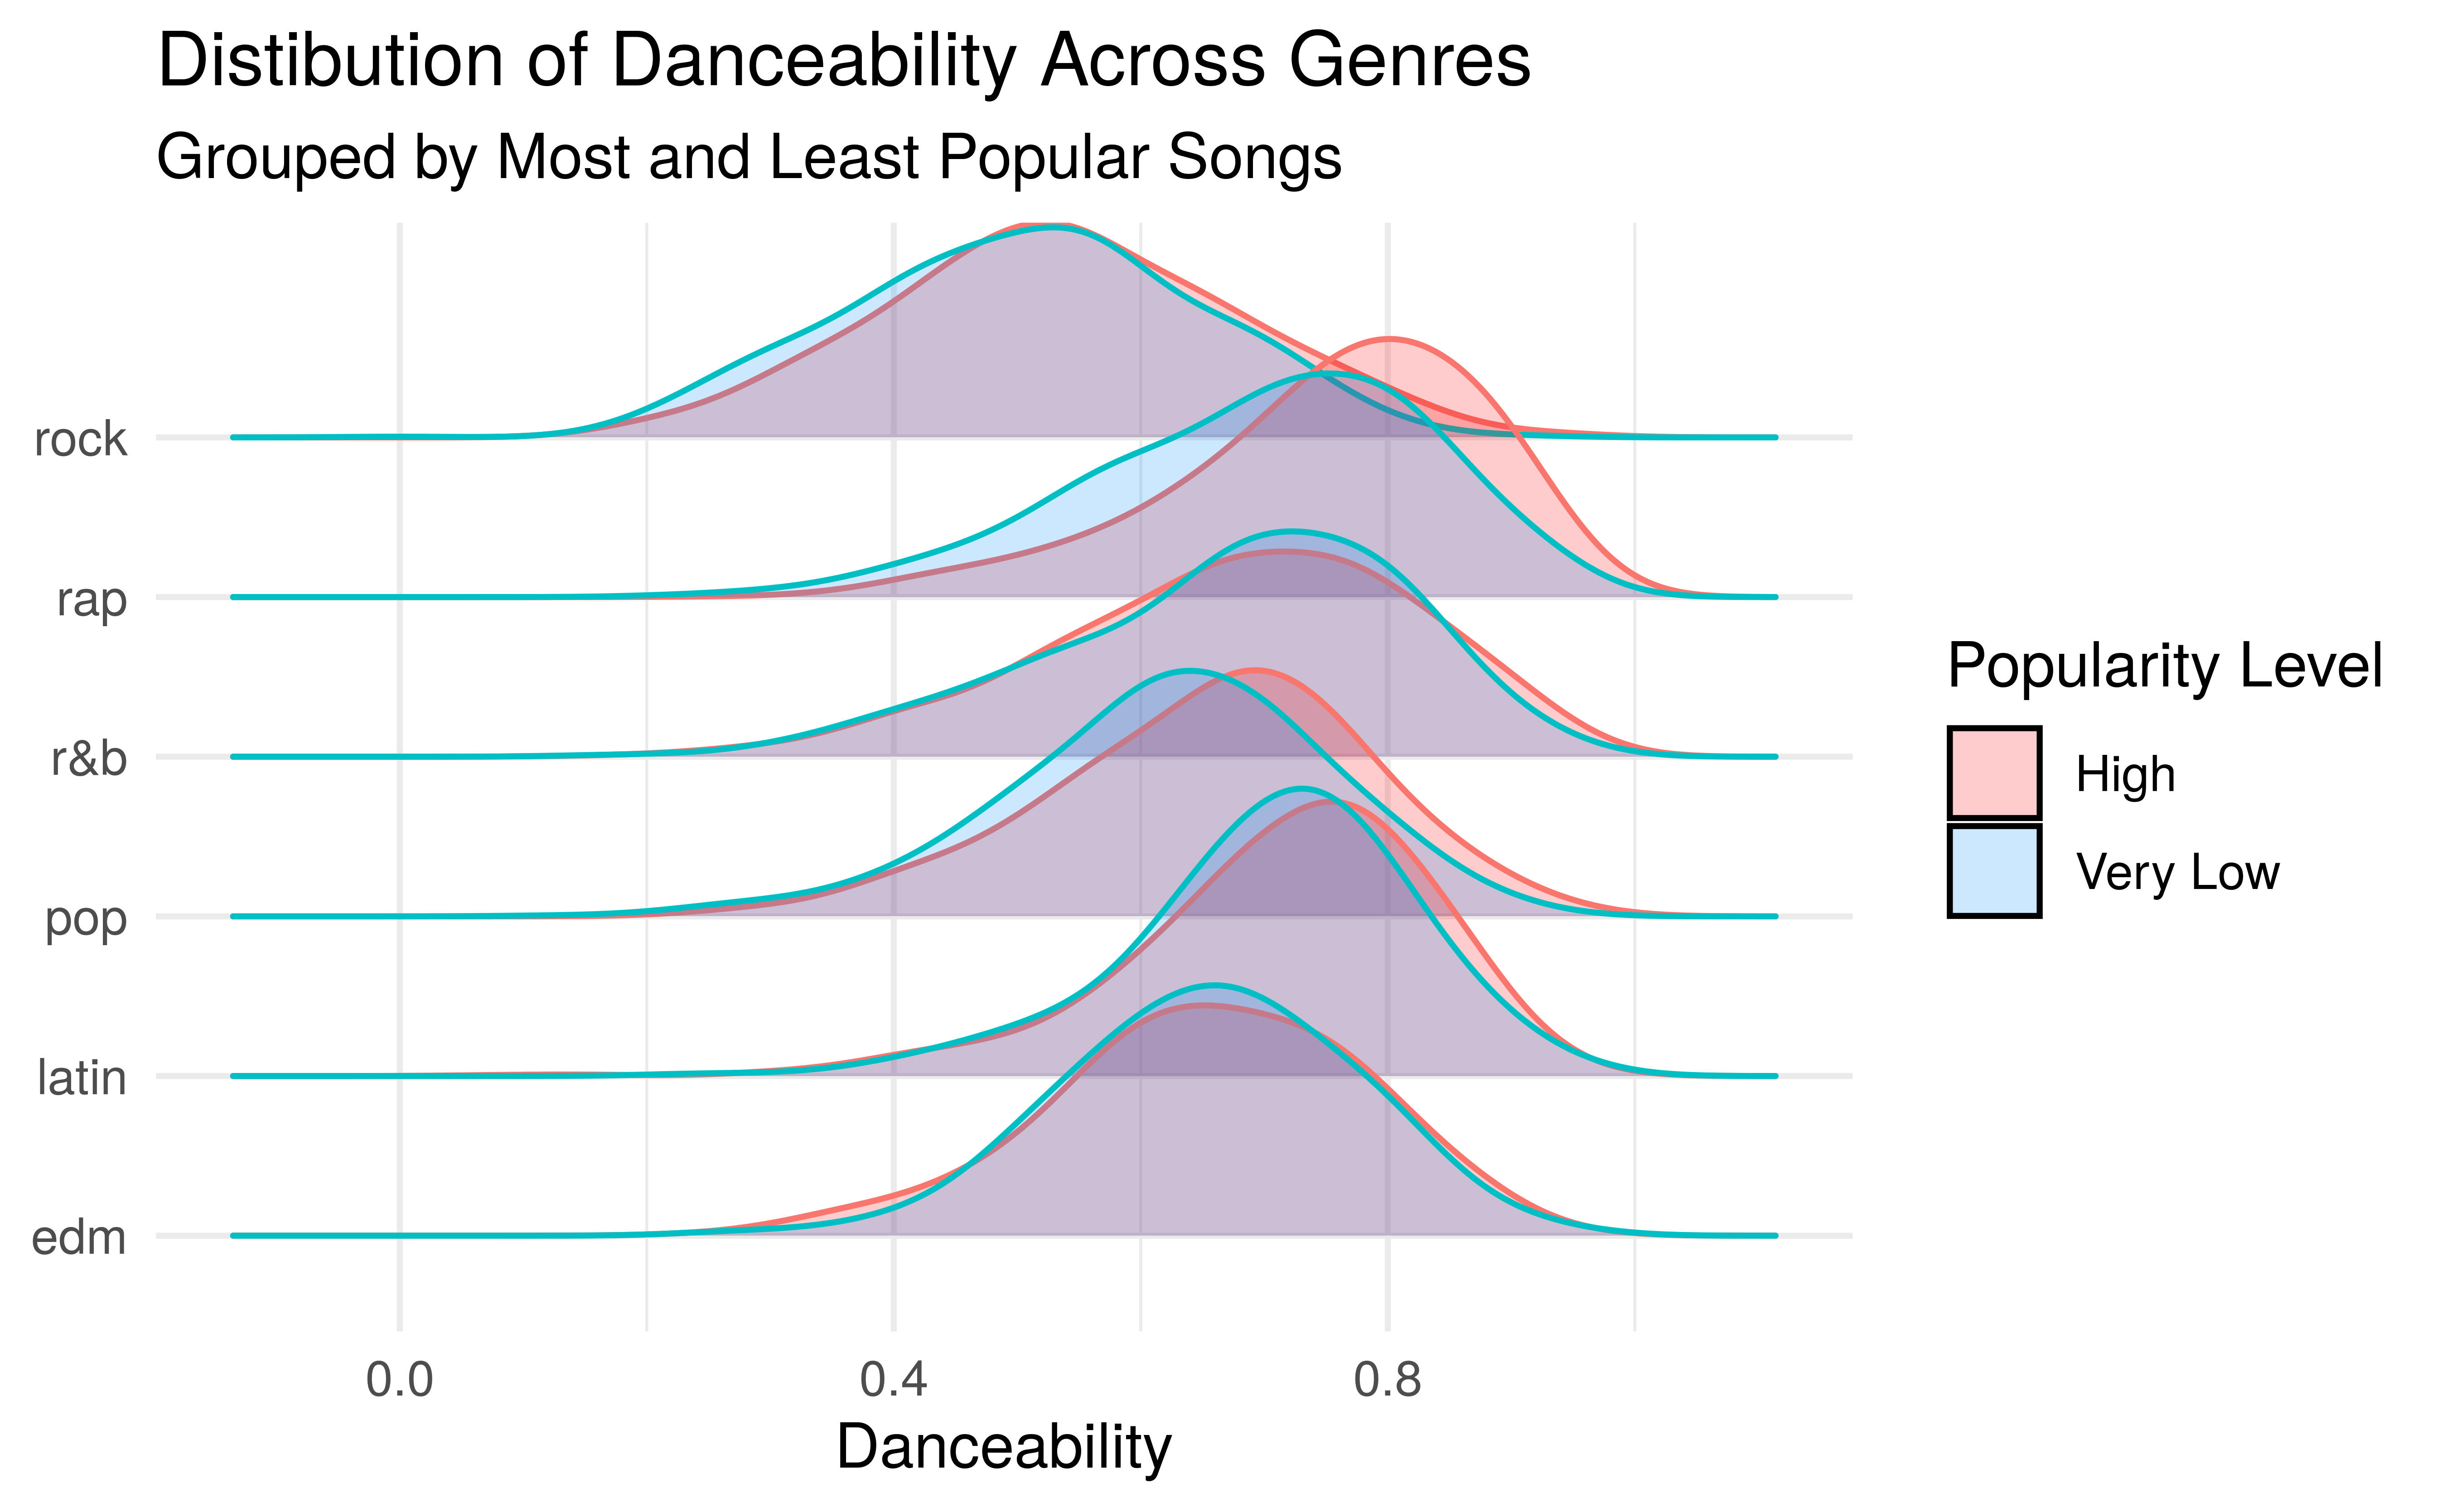 Distibution of Danceability Across Genres
Grouped by Most and Least Popular Songs
rock
rap
r&b
pop
latin
edm
0.0 0.4 0.8
Danceability
Popularity Level
High
Very Low